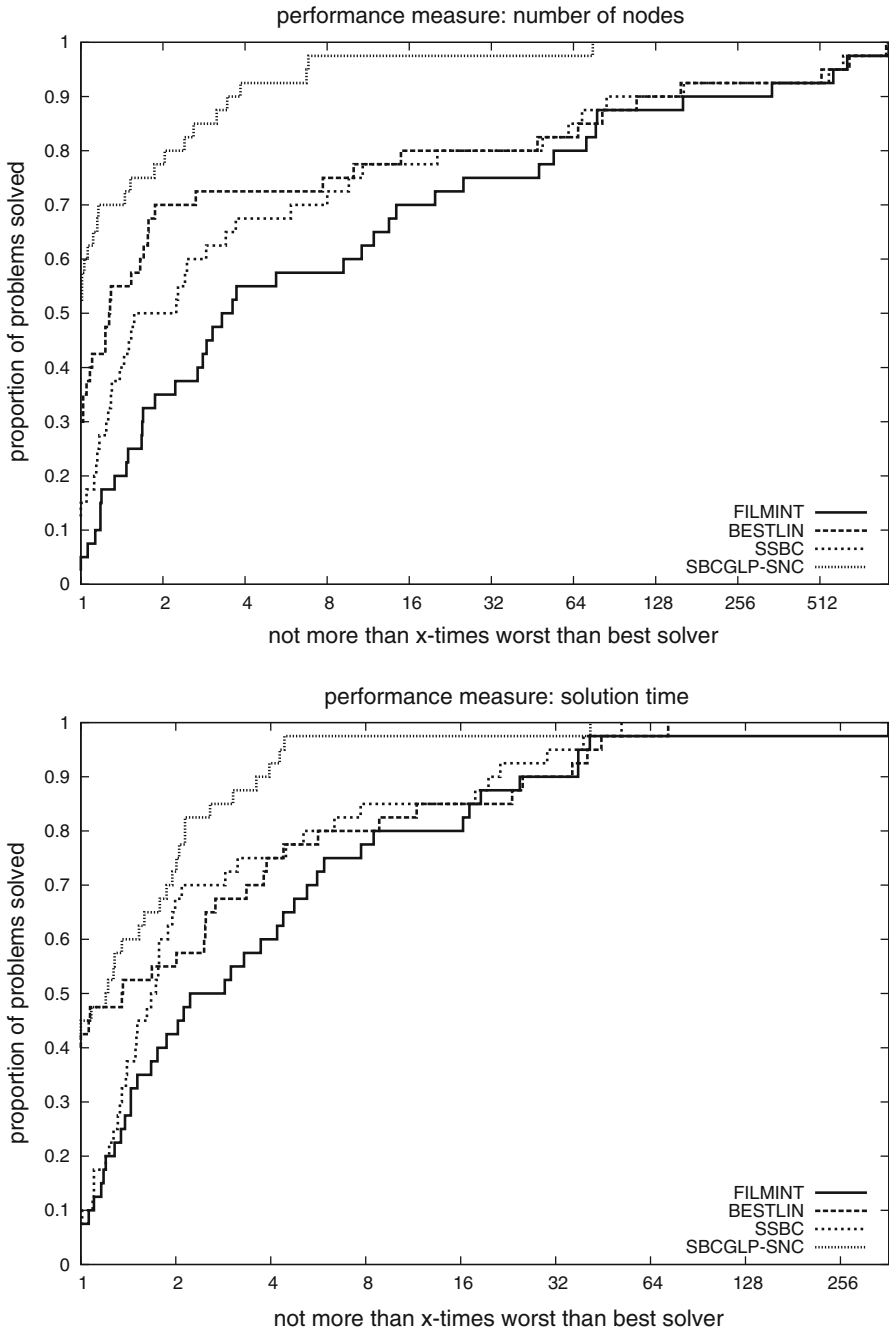 performance measure: number of nodes
1
0.9
0.8
0.7
0.6
0.5
0.4
0.3
0.2
0.1
0
proportion of problems solved
FILMINT
BESTLIN
SSBC
SBCGLP-SNC
1 2 4 8 16 32 64 128 256 512
not more than x-times worst than best solver
performance measure: solution time
1
0.9
0.8
0.7
0.6
0.5
0.4
0.3
0.2
0.1
0
proportion of problems solved
FILMINT
BESTLIN
SSBC
SBCGLP-SNC
1 2 4 8 16 32 64 128 256
not more than x-times worst than best solver